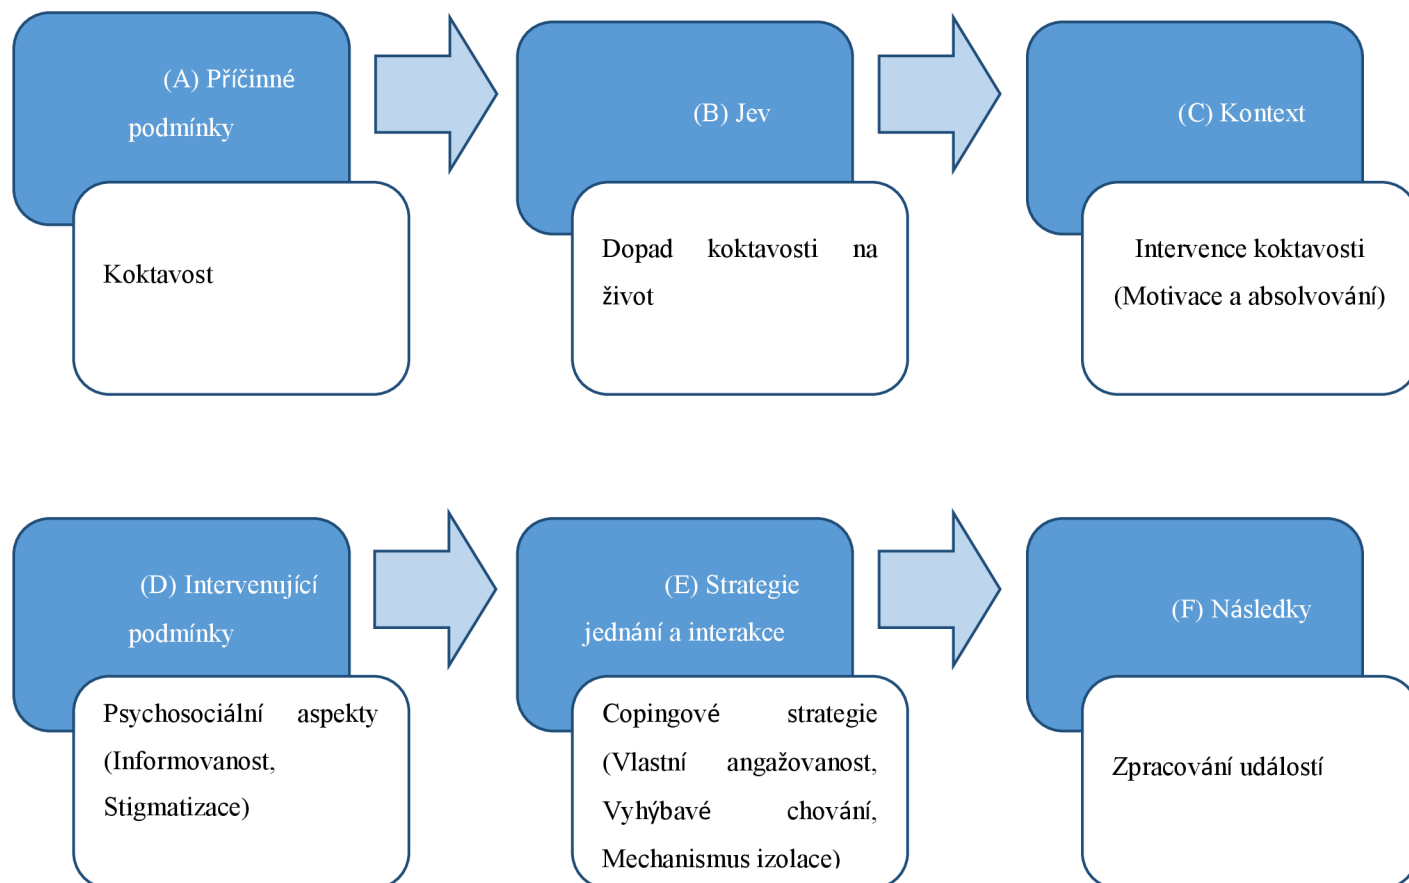 (A) Příčinné
podmínky
Koktavost
(B) Jev
Dopad koktavosti na
život
(C) Kontext
Intervence koktavosti
(Motivace a absolvování)
(D) Intervenující
podmínky
Psychosociální aspekty
(Informovanost,
Stigmatizace)
(E) Strategie
jednání a interakce
Copingové strategie
(Vlastní angažovanost,
Vyhýbavé chování,
Mechanismus izolace)
(F) Následky
Zpracování událostí